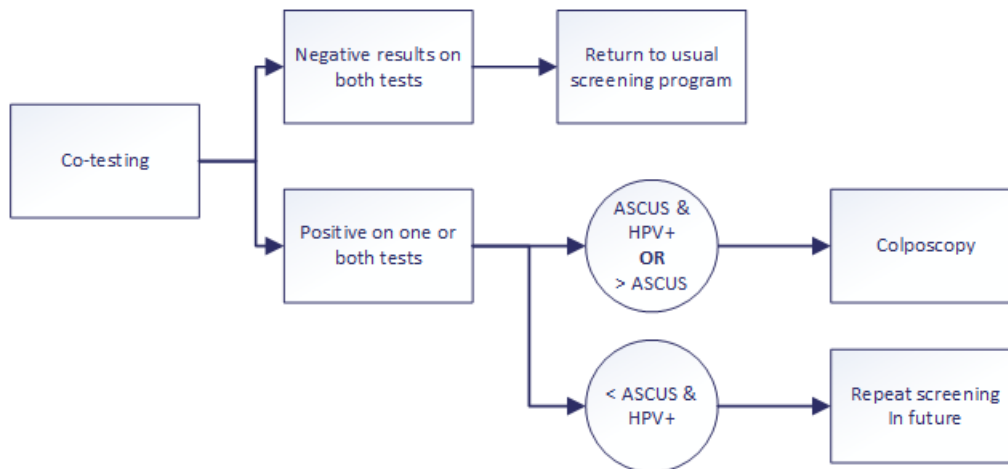 Negative results on
both tests
Return to usual
screening program
Co-testing
Positive on one or
both tests
ASCUS &
HPV+
OR
> ASCUS
Colposcopy
< ASCUS &
HPV+
Repeat screening
In future